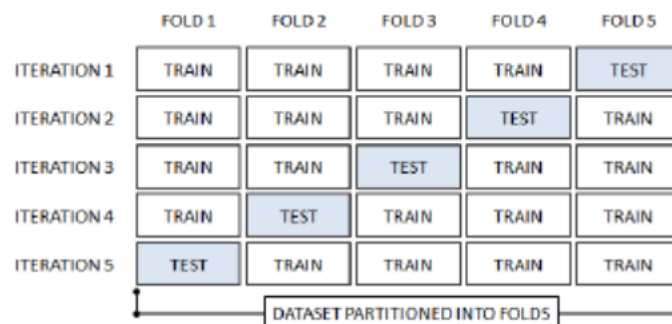 FOLD 1 FOLD 2 FOLD 3 FOLD 4 FOLD 5
ITERATION 1 TRAIN TRAIN TRAIN TRAIN TEST
ITERATION 2 TRAIN TRAIN TRAIN TEST TRAIN
ITERATION 3 TRAIN TRAIN TEST TRAIN TRAIN
ITERATION 4 TRAIN TEST TRAIN TRAIN TRAIN
ITERATION 5 TEST TRAIN TRAIN TRAIN TRAIN
DATASET PARTITIONED INTO FOLDS